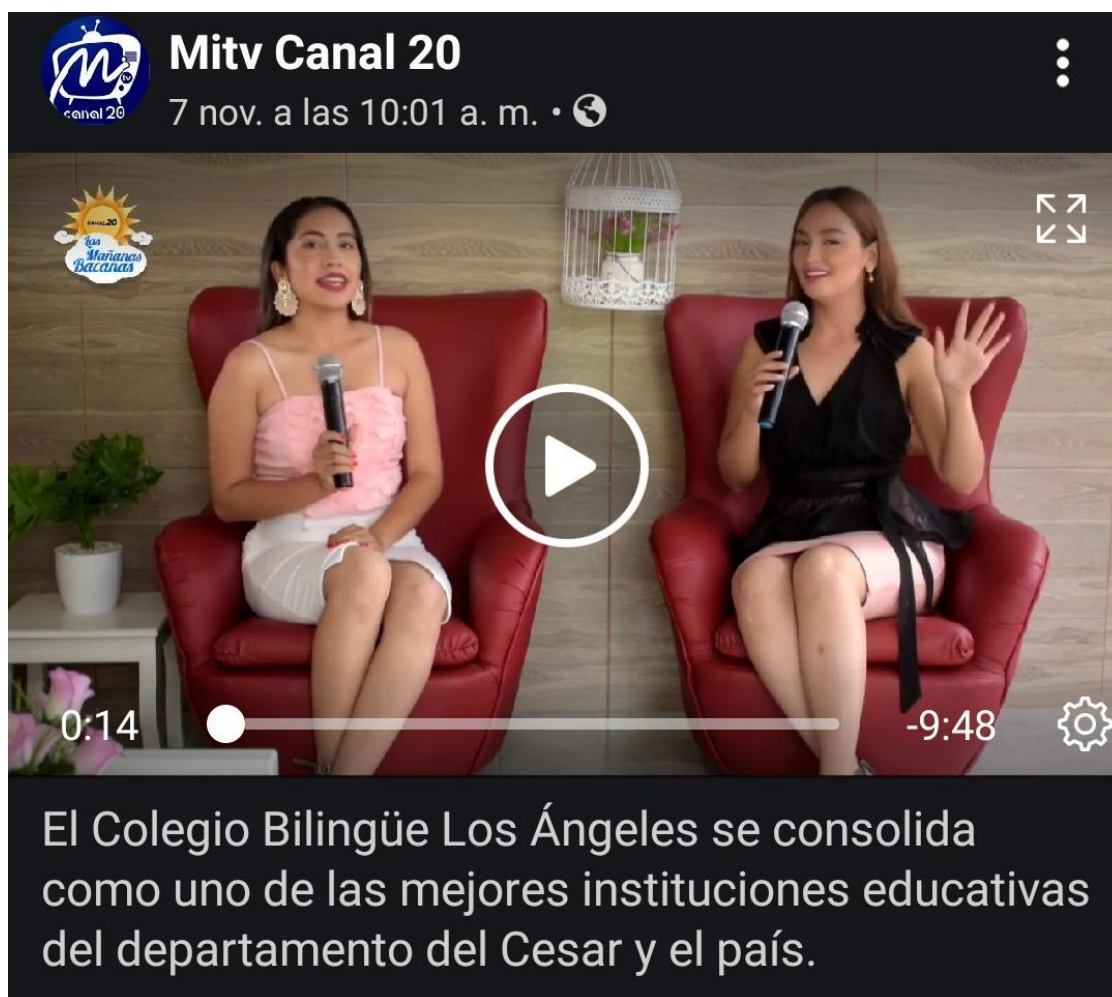 Mitv Canal 20
M
tv
canal 20
7 nov. a las 10:01 a. m. •
CANAL 20
Las
Mañanas
Bacanas
0:14
-9:48
El Colegio Bilingüe Los Ángeles se consolida
como uno de las mejores instituciones educativas
del departamento del Cesar y el país.